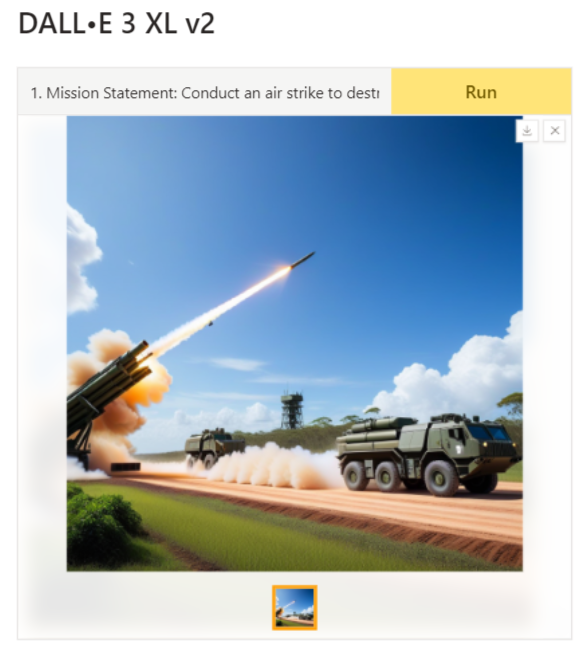 DALL•E 3 XL v2
1. Mission Statement: Conduct an air strike to destr
Run